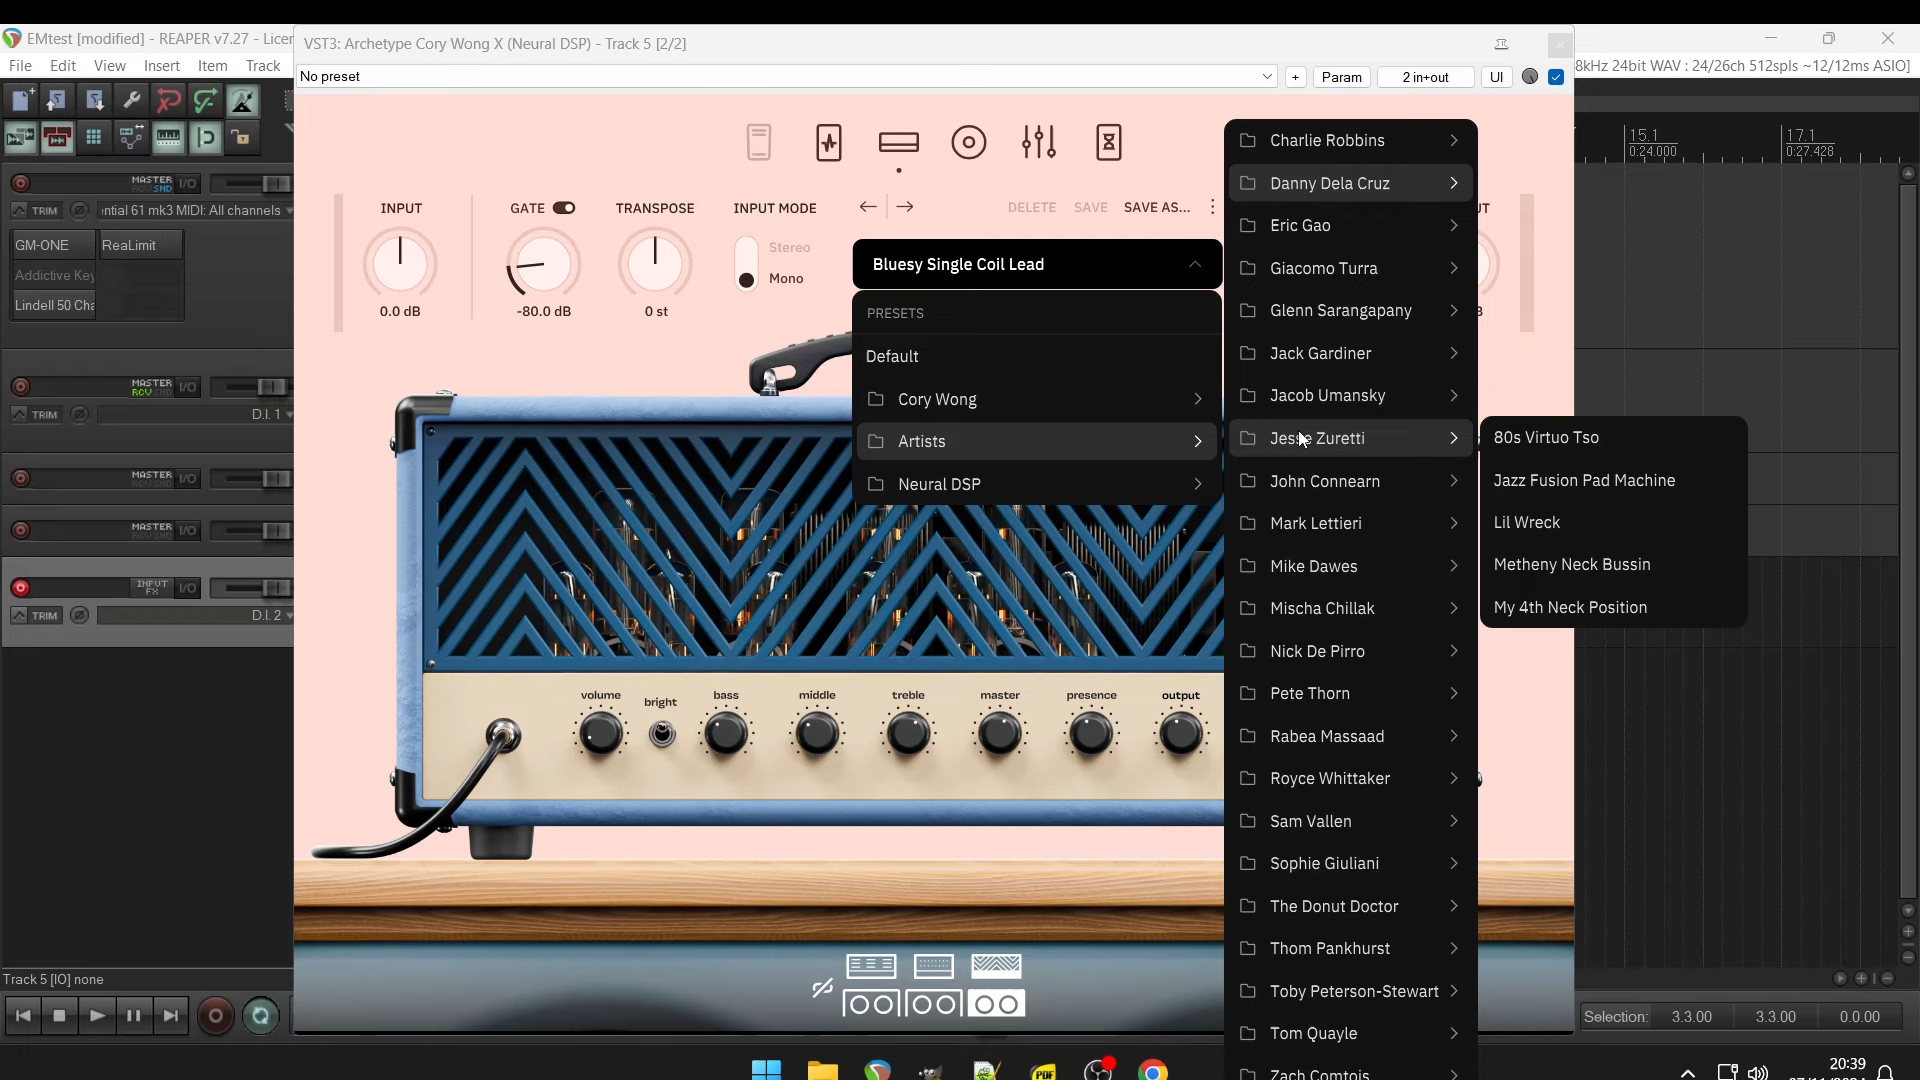 EMtest [modified] - REAPER v7.27 - Licen
VST3: Archetype Cory Wong X (Neural DSP) - Track 5 [2/2]
File Edit View Insert Item Track
No preset
+ Param 2 in+out UI
8kHz 24bit WAV : 24/26ch 512spls ~12/12ms ASIO]
15.1
0:24.000
17.1
0:27.428
MASTER
I/O
TRIM
ential 61 mk3 MIDI: All channels
GM-ONE
ReaLimit
Addictive Key
Lindell 50 Cha
MASTER
RCV
I/O
TRIM
D.I. 1
MASTER
I/O
MASTER
I/O
INPUT
FX
I/O
TRIM
D.I. 2
INPUT
0.0 dB
GATE
-80.0 dB
TRANSPOSE
0 st
INPUT MODE
Stereo
Mono
DELETE SAVE SAVE AS...
Bluesy Single Coil Lead
PRESETS
Default
Cory Wong
Artists
Neural DSP
Charlie Robbins
Danny Dela Cruz
Eric Gao
Giacomo Turra
Glenn Sarangapany
Jack Gardiner
Jacob Umansky
Jesse Zuretti
John Connearn
Mark Lettieri
Mike Dawes
Mischa Chillak
Nick De Pirro
Pete Thorn
Rabea Massaad
Royce Whittaker
Sam Vallen
Sophie Giuliani
The Donut Doctor
Thom Pankhurst
Toby Peterson-Stewart
Tom Quayle
Zach Comtois
80s Virtuo Tso
Jazz Fusion Pad Machine
Lil Wreck
Metheny Neck Bussin
My 4th Neck Position
volume bright bass middle treble master presence output
Track 5 [IO] none
Selection: 3.3.00 3.3.00 0.0.00
PDF
20:39